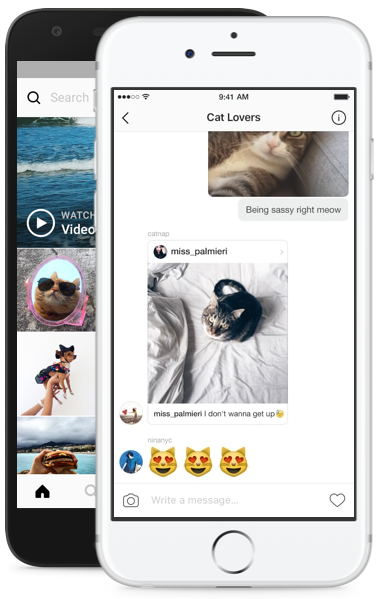 Search
WATCH
Video
9:41 AM
Cat Lovers
Being sassy right meow
catnap
miss_palmieri
miss_palmieri I don't wanna get up
ninanyc
Write a message...